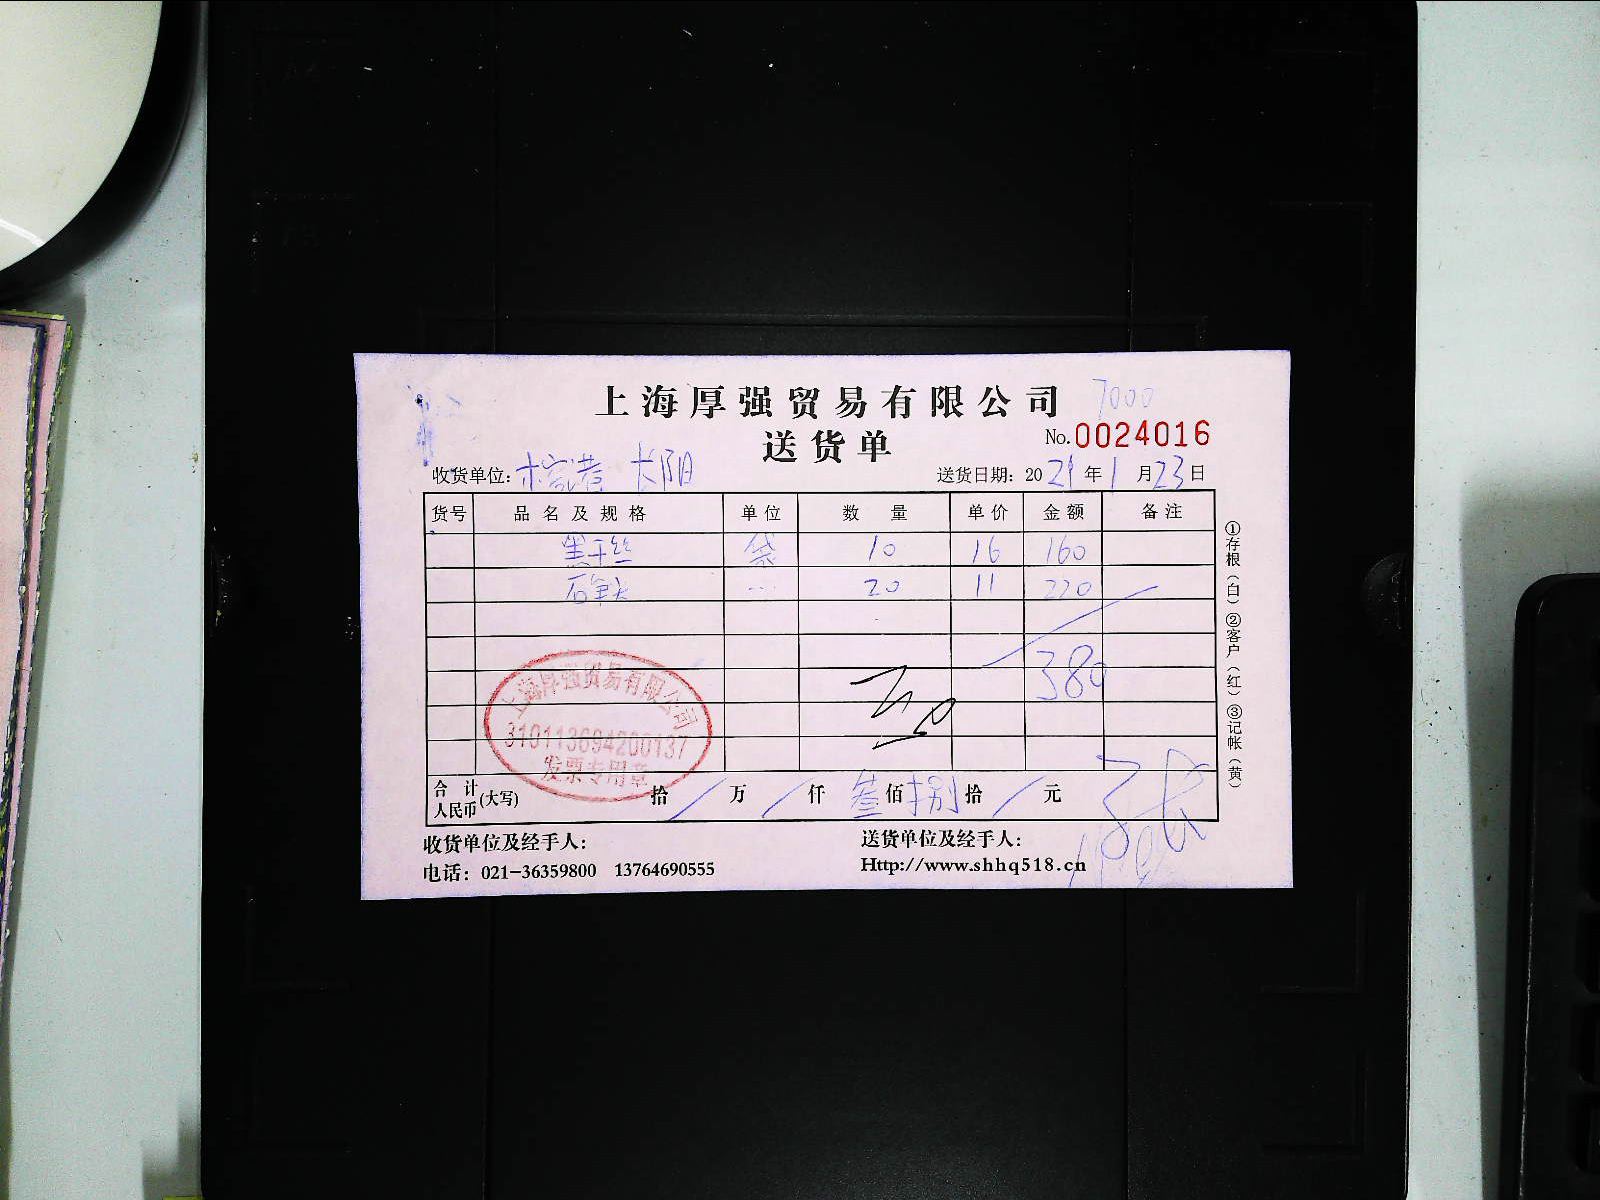 上海厚强贸易有限公司
7000
送货单
No.0024016
收货单位: 长阳
送货日期: 2021年1月23日
货号 品名及规格 单位 数量 单价 金额 备注
黑干丝 袋 10 16 160
20 11 220
380
上海厚强贸易有限公司
310113694200137
发票专用章
合计人民币(大写) 拾 / 万 / 仟 叁佰捌拾 / 元
收货单位及经手人:
送货单位及经手人:
电话: 021-36359800 13764690555
Http://www.shhq518.cn
①存根(白) ②客户(红) ③记帐(黄)